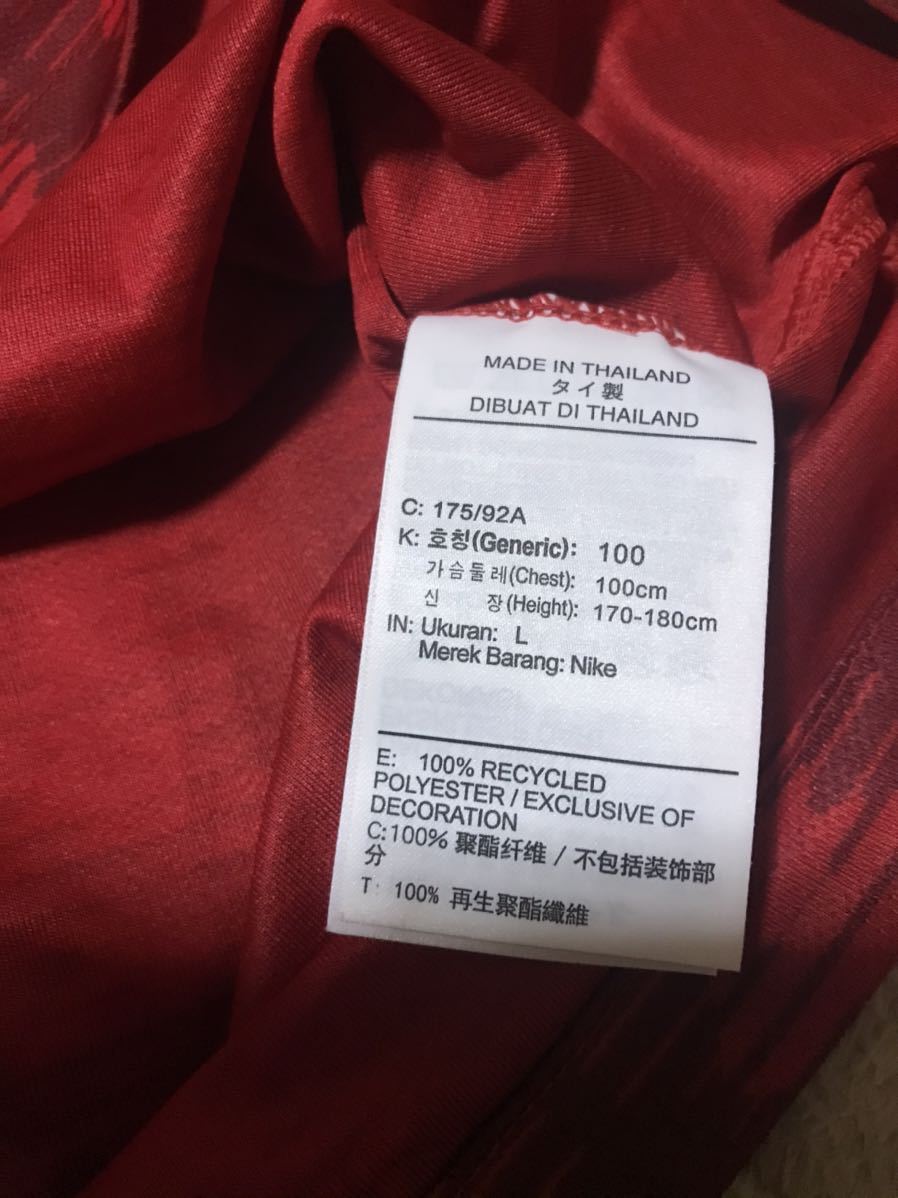 MADE IN THAILAND
タイ製
DIBUAT DI THAILAND
C: 175/92A
K: 호칭(Generic): 100
가슴둘레(Chest): 100cm
신 장(Height): 170-180cm
IN: Ukuran: L
Merek Barang: Nike
E: 100% RECYCLED
POLYESTER / EXCLUSIVE OF
DECORATION
C:100% 聚酯纤维 / 不包括装饰部
分
T: 100% 再生聚酯纖維